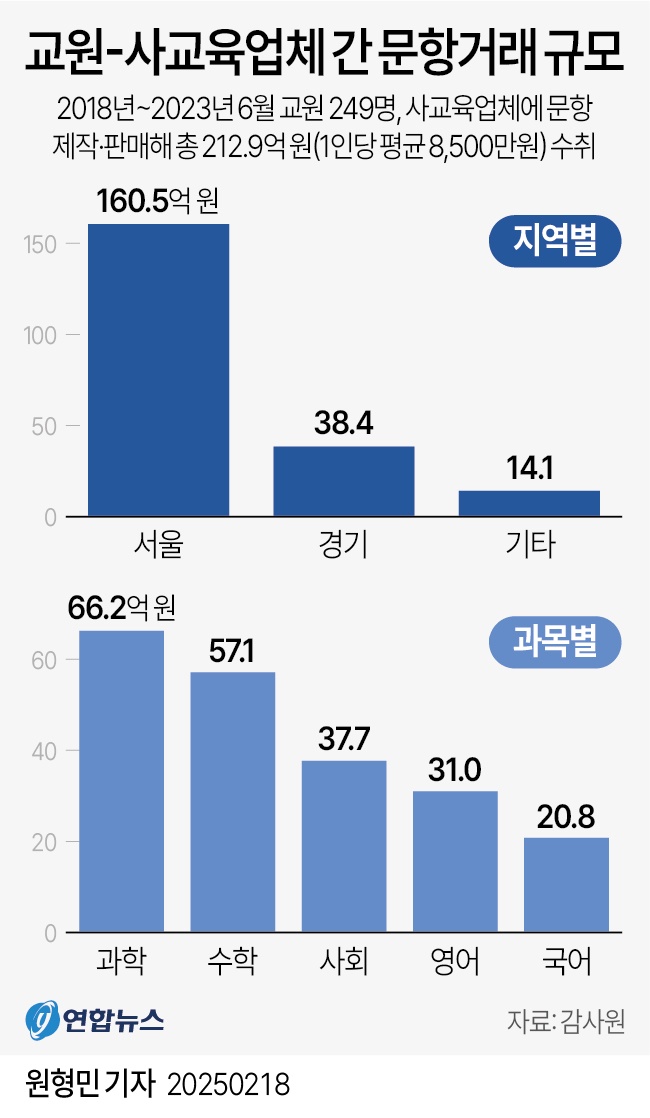 교원-사교육업체 간 문항거래 규모
2018년~2023년 6월 교원 249명, 사교육업체에 문항
제작·판매해 총 212.9억 원(1인당 평균 8,500만원) 수취
지역별
160.5억 원
38.4
14.1
150
100
50
0
서울 경기 기타
과목별
66.2억 원
57.1
37.7
31.0
20.8
60
40
20
0
과학 수학 사회 영어 국어
y 연합뉴스
자료: 감사원
원형민 기자 20250218